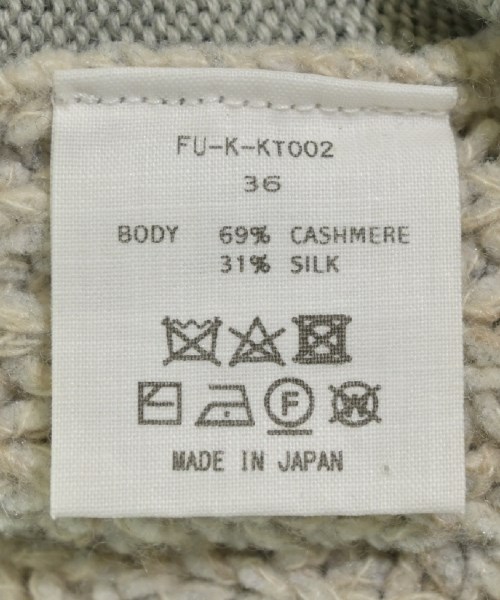 FU-K-KT002
36
BODY 69% CASHMERE
31% SILK
F
W
MADE IN JAPAN